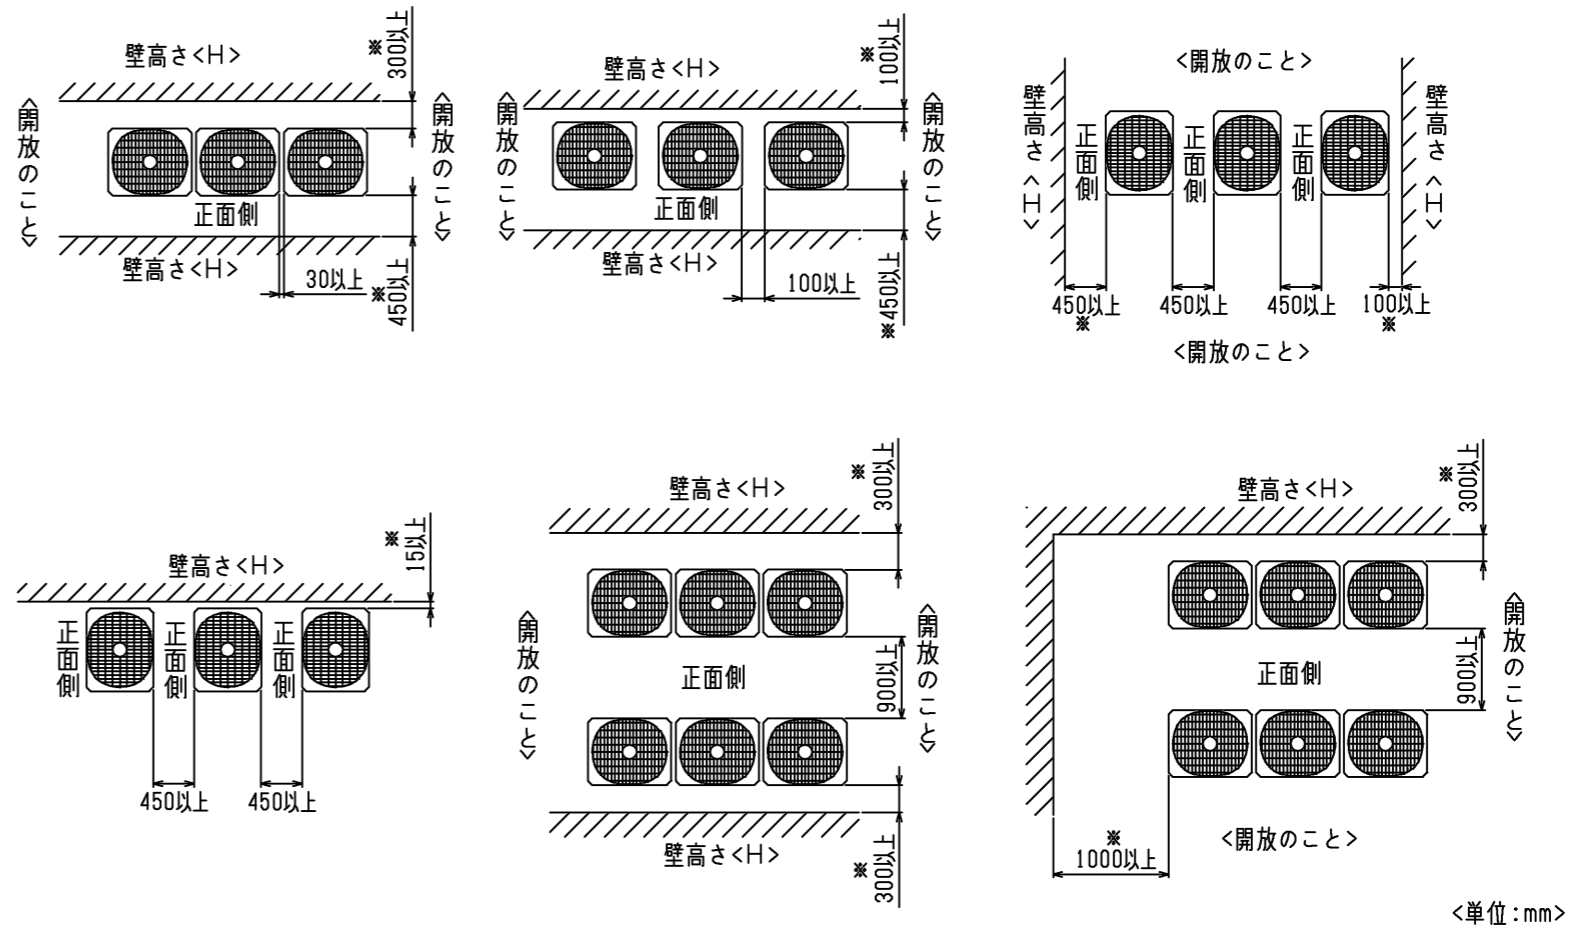 壁高さ<H>
※
300以上
<開放のこと>
<開放のこと>
正面側
壁高さ<H>
30以上
※
450以上
壁高さ<H>
※
100以上
<開放のこと>
<開放のこと>
正面側
壁高さ<H>
100以上
※450以上
<開放のこと>
壁高さ<H>
正面側
正面側
正面側
壁高さ<H>
450以上
※
450以上
450以上
100以上
※
<開放のこと>
壁高さ<H>
※
15以上
正面側
正面側
正面側
450以上
450以上
壁高さ<H>
※
300以上
<開放のこと>
正面側
900以上
<開放のこと>
壁高さ<H>
※
300以上
壁高さ<H>
※
300以上
正面側
900以上
<開放のこと>
※
1000以上
<開放のこと>
<単位:mm>